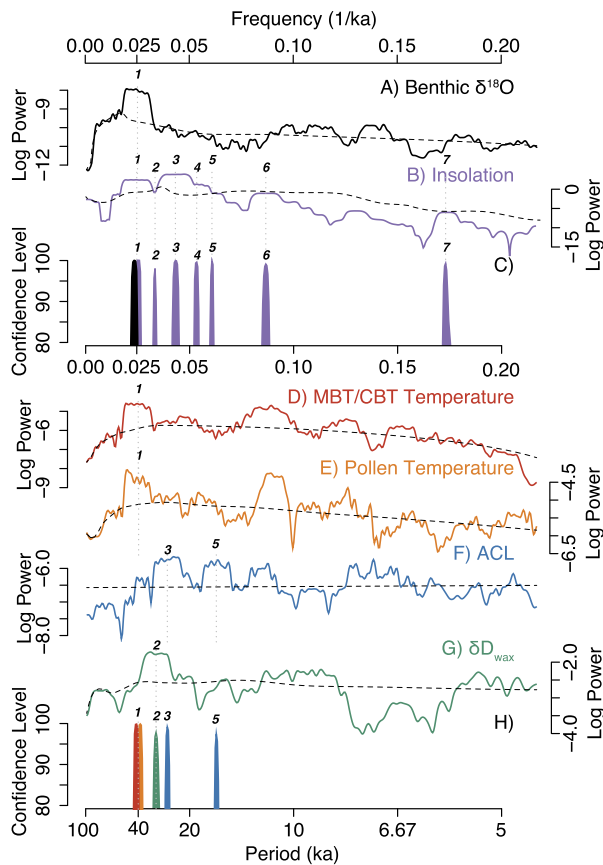 Frequency (1/ka)
0.00 0.025 0.05 0.10 0.15 0.20
1
A) Benthic δ¹⁸O
Log Power
-9
-12
1 2 3 4 5 6 7
B) Insolation
Log Power
0
-15
1 2 3 4 5 6 7
C)
Confidence Level
100
90
80
0.00 0.025 0.05 0.10 0.15 0.20
1
D) MBT/CBT Temperature
Log Power
-6
-9
E) Pollen Temperature
Log Power
-4.5
-6.5
3 5
F) ACL
Log Power
-6.0
-8.0
2
G) δD_wax
Log Power
-2.0
-4.0
1 2 3 5
H)
Confidence Level
100
90
80
100 40 20 10 6.67 5
Period (ka)